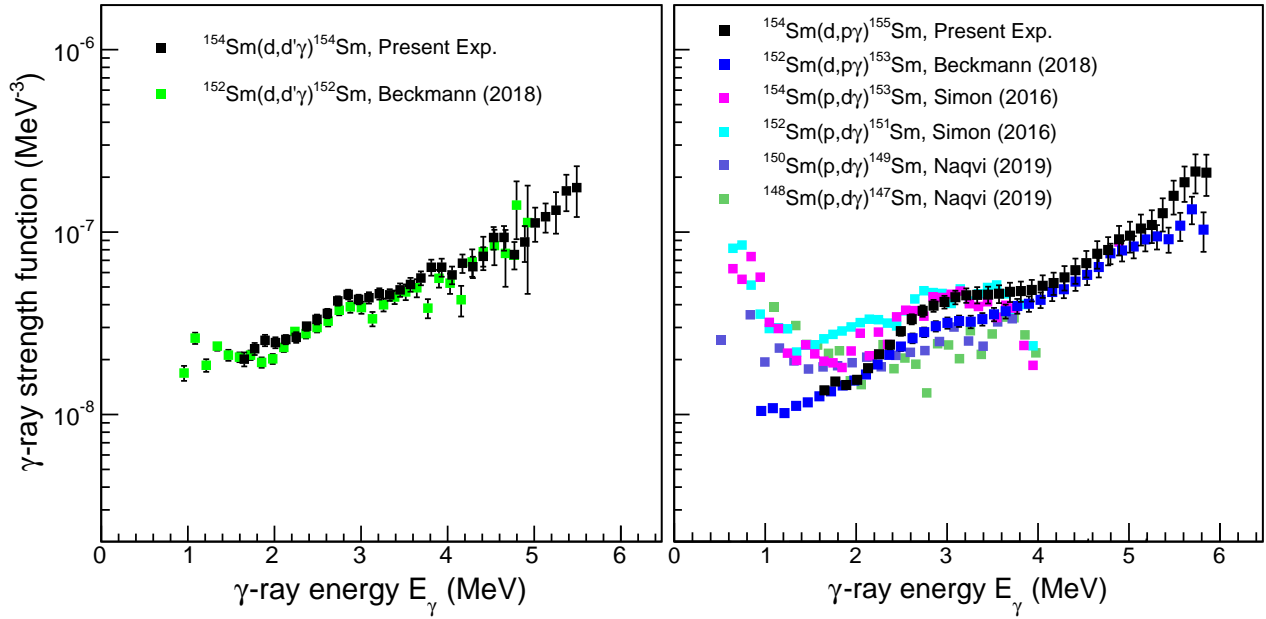 γ-ray strength function (MeV⁻³)
10⁻⁶
10⁻⁷
10⁻⁸
¹⁵⁴Sm(d,d'γ)¹⁵⁴Sm, Present Exp.
¹⁵²Sm(d,d'γ)¹⁵²Sm, Beckmann (2018)
0 1 2 3 4 5 6
γ-ray energy E_γ (MeV)
¹⁵⁴Sm(d,pγ)¹⁵⁵Sm, Present Exp.
¹⁵²Sm(d,pγ)¹⁵³Sm, Beckmann (2018)
¹⁵⁴Sm(p,dγ)¹⁵³Sm, Simon (2016)
¹⁵²Sm(p,dγ)¹⁵¹Sm, Simon (2016)
¹⁵⁰Sm(p,dγ)¹⁴⁹Sm, Naqvi (2019)
¹⁴⁸Sm(p,dγ)¹⁴⁷Sm, Naqvi (2019)
0 1 2 3 4 5 6
γ-ray energy E_γ (MeV)